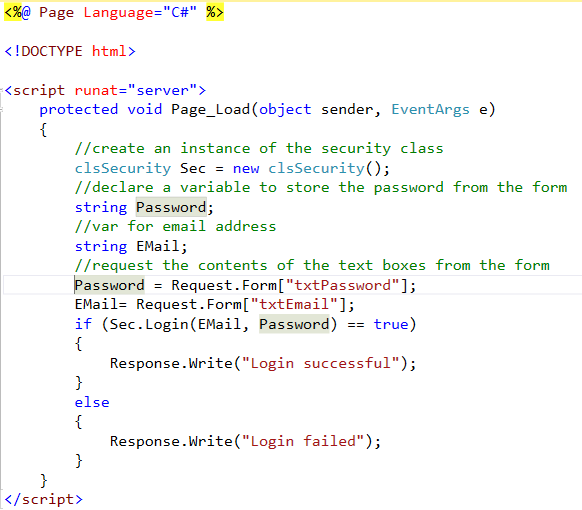 <%@ Page Language="C#" %>
<!DOCTYPE html>
<script runat="server">
    protected void Page_Load(object sender, EventArgs e)
    {
        //create an instance of the security class
        clsSecurity Sec = new clsSecurity();
        //declare a variable to store the password from the form
        string Password;
        //var for email address
        string EMail;
        //request the contents of the text boxes from the form
        Password = Request.Form["txtPassword"];
        EMail= Request.Form["txtEmail"];
        if (Sec.Login(EMail, Password) == true)
        {
            Response.Write("Login successful");
        }
        else
        {
            Response.Write("Login failed");
        }
    }
</script>